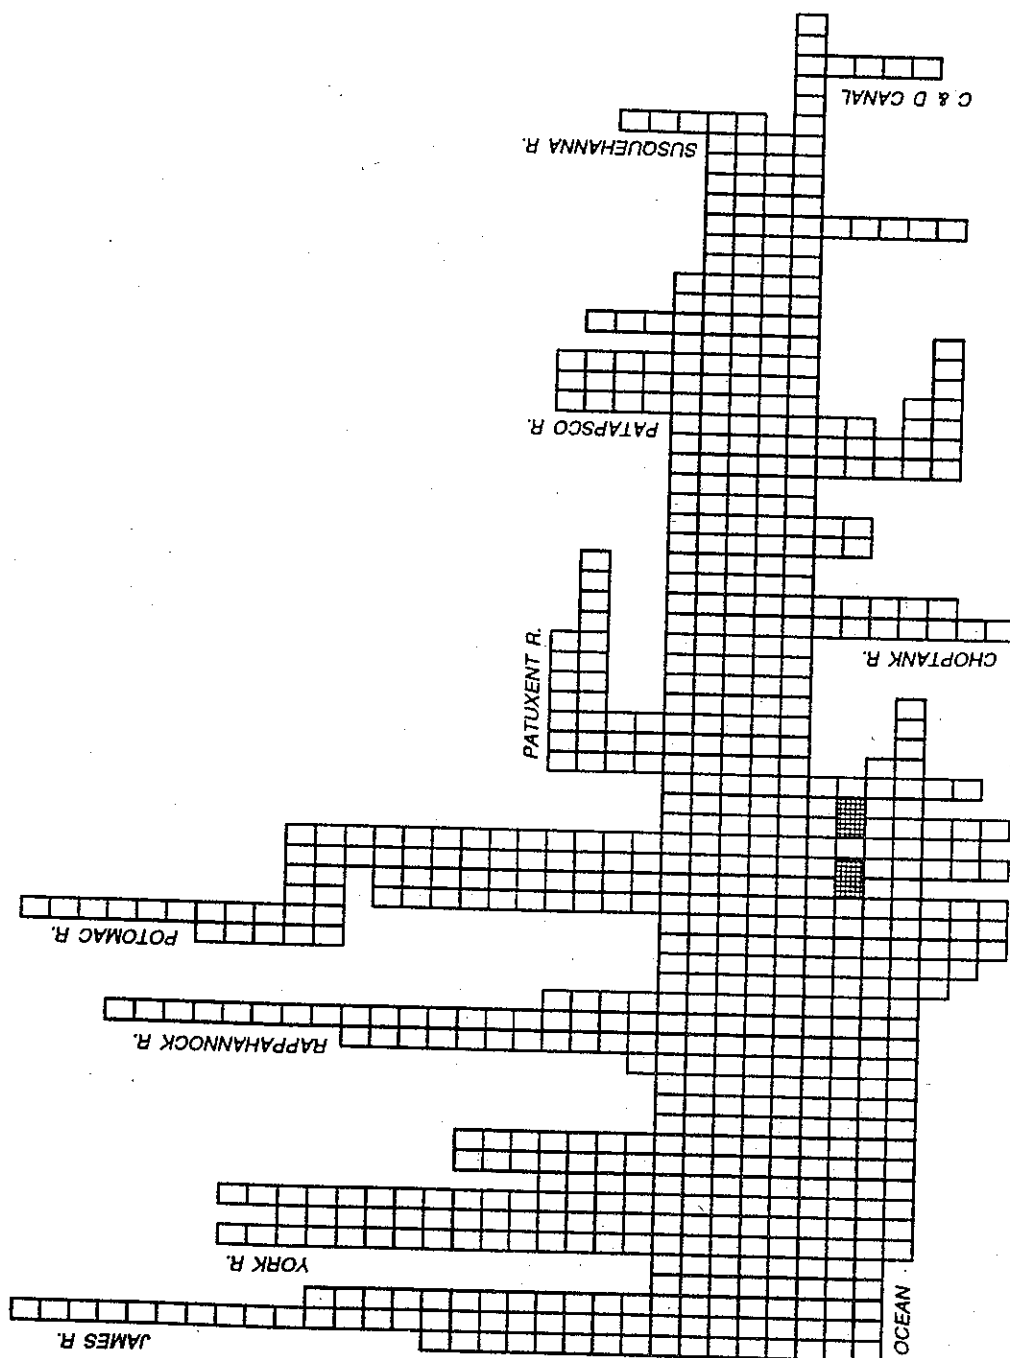 C & D CANAL
SUSQUEHANNA R.
PATAPSCO R.
CHOPTANK R.
PATUXENT R.
POTOMAC R.
RAPPAHANNOCK R.
YORK R.
OCEAN
JAMES R.